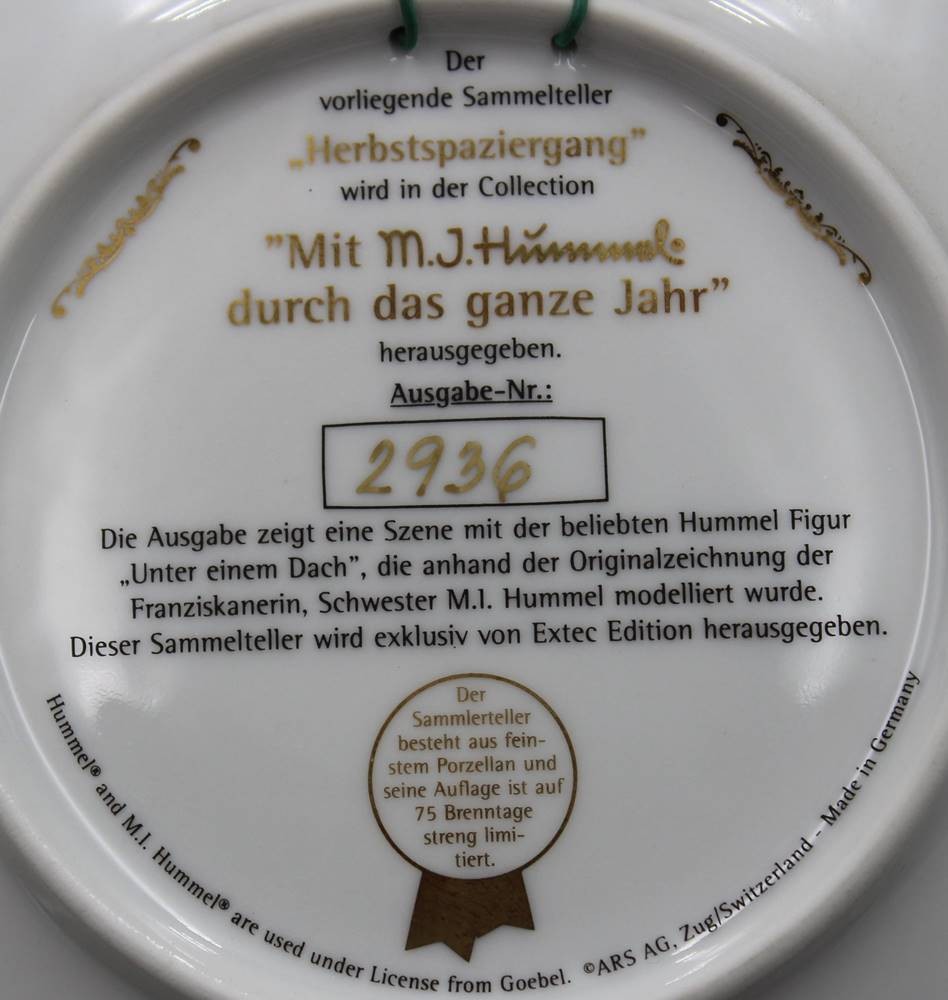 Der
vorliegende Sammelteller
„Herbstspaziergang”
wird in der Collection
”Mit M.J.Hummel
durch das ganze Jahr”
herausgegeben.
Ausgabe-Nr.:
2936
Die Ausgabe zeigt eine Szene mit der beliebten Hummel Figur
„Unter einem Dach”, die anhand der Originalzeichnung der
Franziskanerin, Schwester M.I. Hummel modelliert wurde.
Dieser Sammelteller wird exklusiv von Extec Edition herausgegeben.
Der
Sammlerteller
besteht aus fein-
stem Porzellan und
seine Auflage ist auf
75 Brenntage
streng limi-
tiert.
Hummel® and M.I. Hummel® are used under License from Goebel. ©ARS AG, Zug/Switzerland - Made in Germany